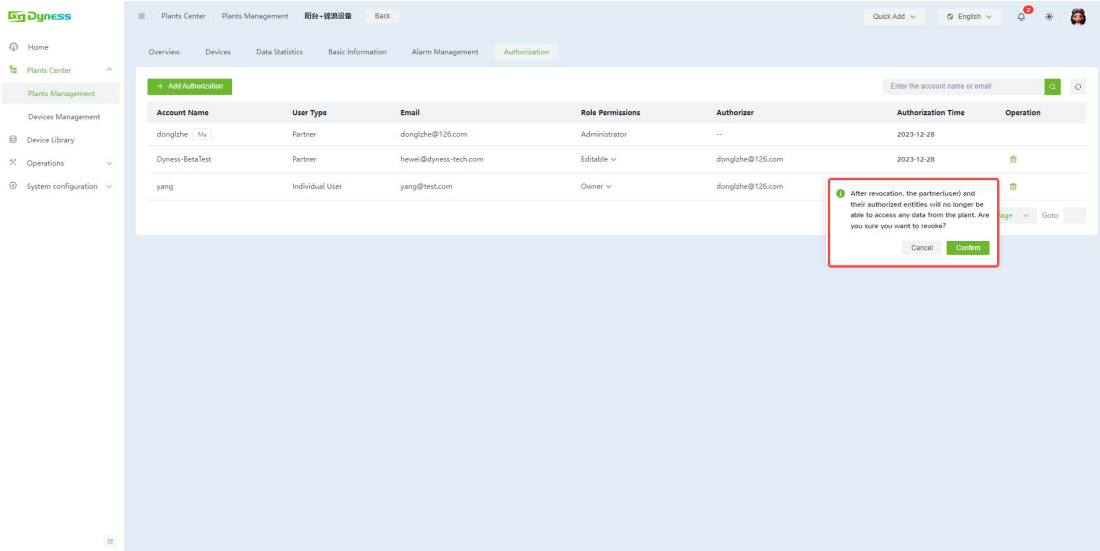 Dyness
Plants Center / Plants Management / 阳台+锦浪设备 Back
Quick Add English 2
Home
Plants Center
Plants Management
Devices Management
Device Library
Operations
System configuration
Overview Devices Data Statistics Basic Information Alarm Management Authorization
+ Add Authorization
Enter the account name or email
Account Name User Type Email Role Permissions Authorizer Authorization Time Operation
donglzhe Me Partner donglzhe@126.com Administrator -- 2023-12-28
Dyness-BetaTest Partner hewei@dyness-tech.com Editable donglzhe@126.com 2023-12-28
yang Individual User yang@test.com Owner donglzhe@126.com
After revocation, the partner(user) and
their authorized entities will no longer be
able to access any data from the plant. Are
you sure you want to revoke?
Cancel Confirm
Goto